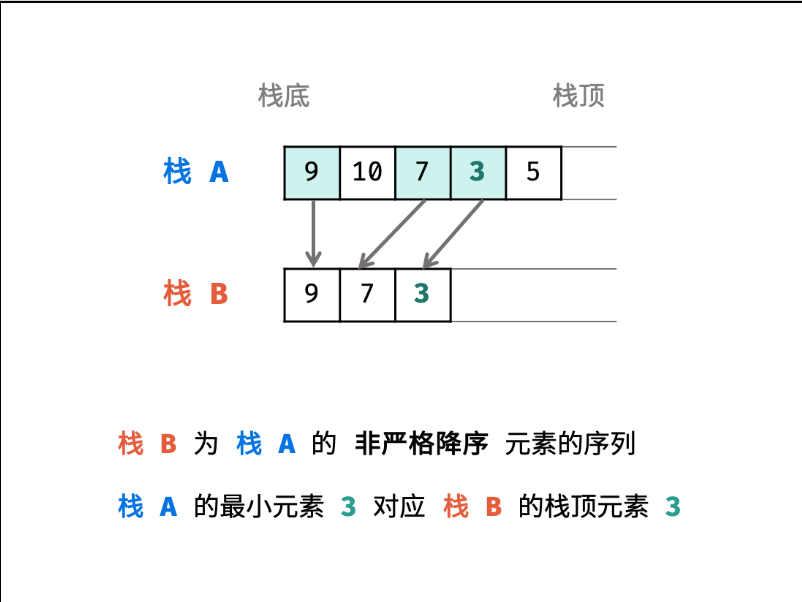 栈底 栈顶
栈 A 9 10 7 3 5
栈 B 9 7 3
栈 B 为 栈 A 的 非严格降序 元素的序列
栈 A 的最小元素 3 对应 栈 B 的栈顶元素 3